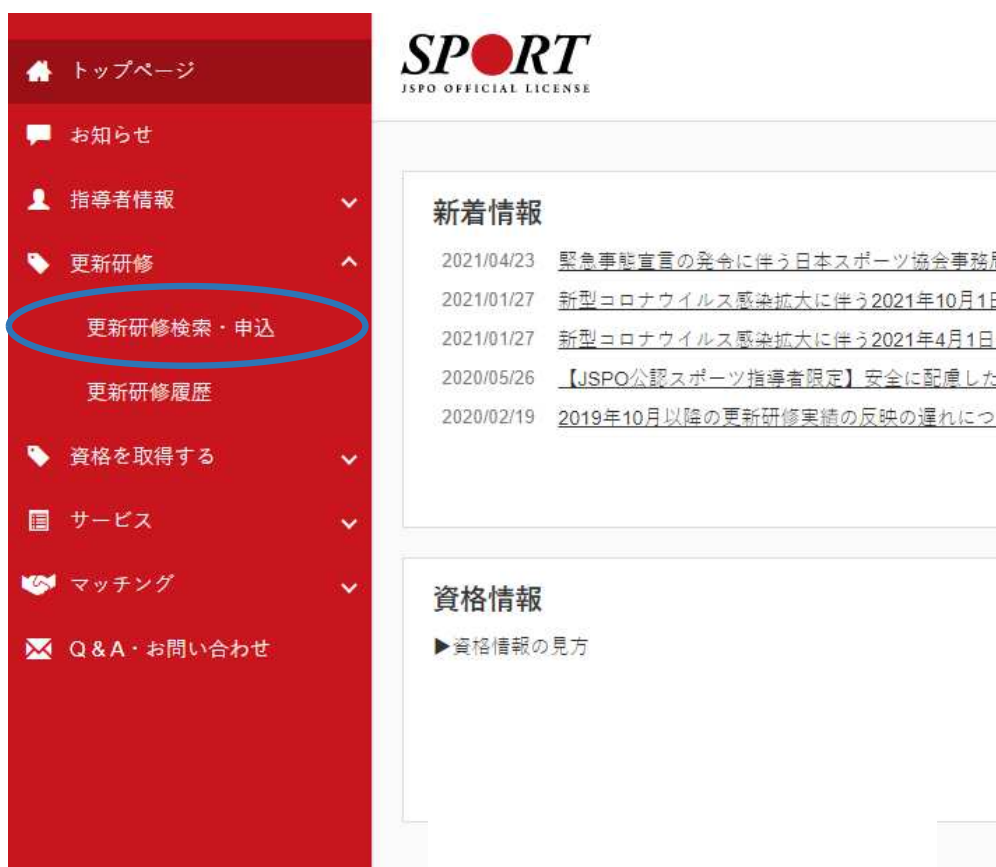 トップページ
お知らせ
指導者情報
更新研修
更新研修検索・申込
更新研修履歴
資格を取得する
サービス
マッチング
Q&A・お問い合わせ
SPORT
JSPO OFFICIAL LICENSE
新着情報
2021/04/23 緊急事態宣言の発令に伴う日本スポーツ協会事務局
2021/01/27 新型コロナウイルス感染拡大に伴う2021年10月1日
2021/01/27 新型コロナウイルス感染拡大に伴う2021年4月1日
2020/05/26 【JSPO公認スポーツ指導者限定】安全に配慮した
2020/02/19 2019年10月以降の更新研修実績の反映の遅れにつ
資格情報
▶資格情報の見方